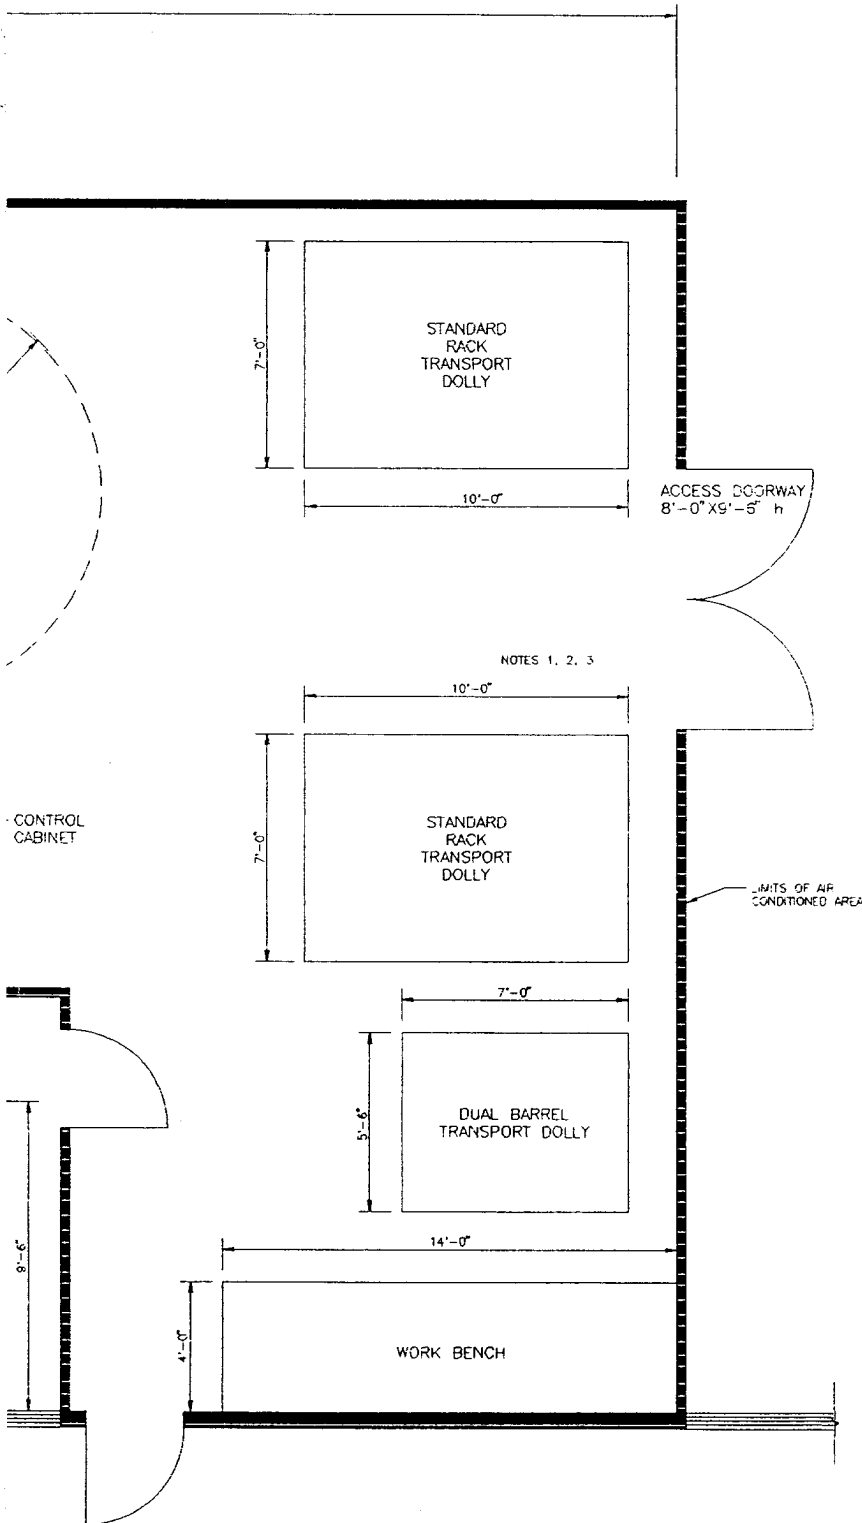 7'-0"
STANDARD
RACK
TRANSPORT
DOLLY
10'-0"
ACCESS DOORWAY
8'-0"X9'-6" h
NOTES 1, 2, 3
10'-0"
CONTROL
CABINET
7'-0"
STANDARD
RACK
TRANSPORT
DOLLY
LIMITS OF AIR
CONDITIONED AREA
7'-0"
5'-6"
DUAL BARREL
TRANSPORT DOLLY
9'-6"
14'-0"
4'-0"
WORK BENCH